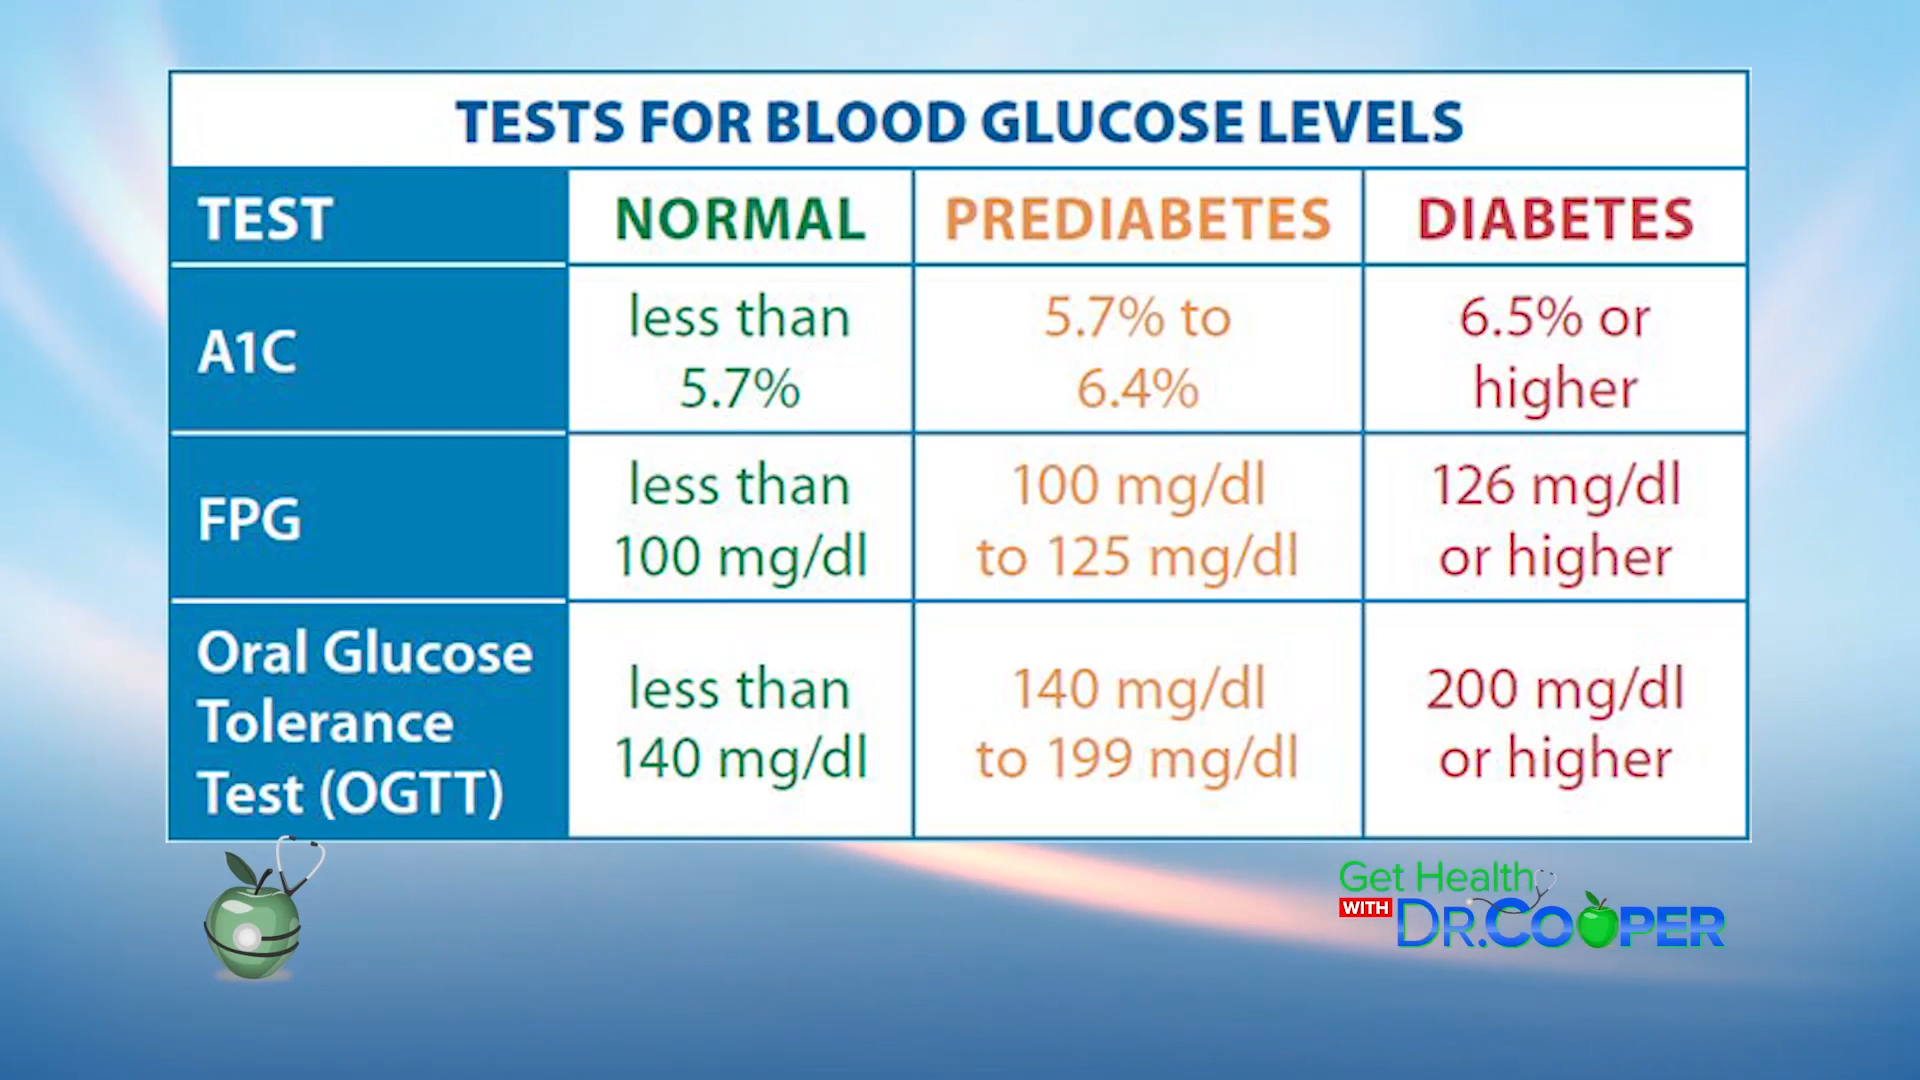 TESTS FOR BLOOD GLUCOSE LEVELS
TEST NORMAL PREDIABETES DIABETES
A1C
less than
5.7%
5.7% to
6.4%
6.5% or
higher
FPG
less than
100 mg/dl
100 mg/dl
to 125 mg/dl
126 mg/dl
or higher
Oral Glucose
Tolerance
Test (OGTT)
less than
140 mg/dl
140 mg/dl
to 199 mg/dl
200 mg/dl
or higher
Get Health
WITH DR. COOPER